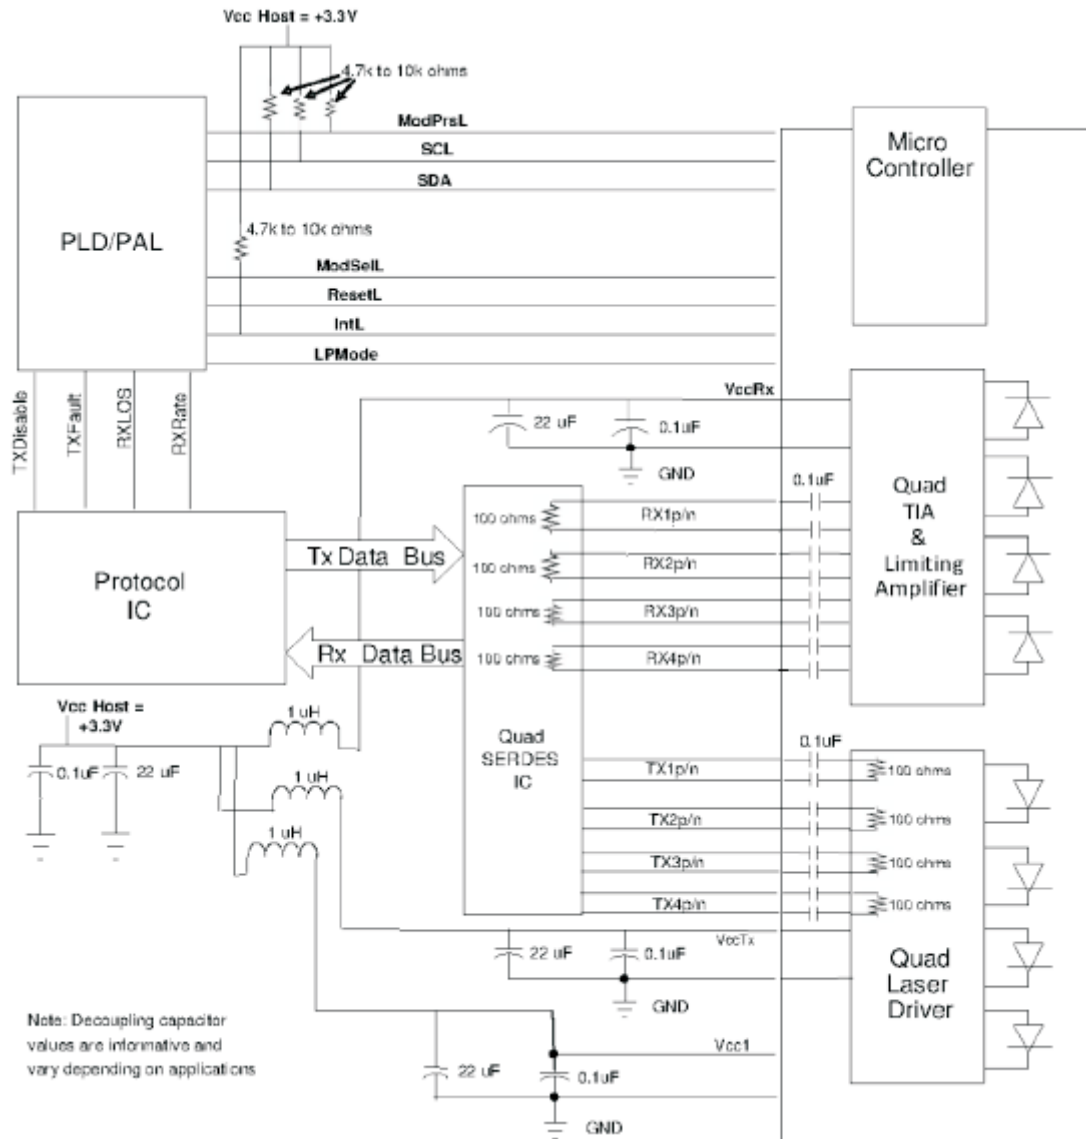 Vcc Host = +3.3V
4.7k to 10k ohms
ModPrsL
SCL
SDA
PLD/PAL
4.7k to 10k ohms
ModSelL
ResetL
IntL
LPMode
Micro
Controller
TXDisable
TXFault
RXLOS
RXRate
VccRx
22 uF
0.1uF
GND
Protocol
IC
Tx Data Bus
Rx Data Bus
100 ohms
100 ohms
100 ohms
100 ohms
Quad
SERDES
IC
RX1p/n
RX2p/n
RX3p/n
RX4p/n
0.1uF
Quad
TIA
&
Limiting
Amplifier
Vcc Host =
+3.3V
0.1uF
22 uF
1 uH
1 uH
1 uH
TX1p/n
TX2p/n
TX3p/n
TX4p/n
0.1uF
100 ohms
100 ohms
100 ohms
100 ohms
Quad
Laser
Driver
VccTx
22 uF
0.1uF
GND
Vcc1
22 uF
0.1uF
GND
Note: Decoupling capacitor
values are informative and
vary depending on applications